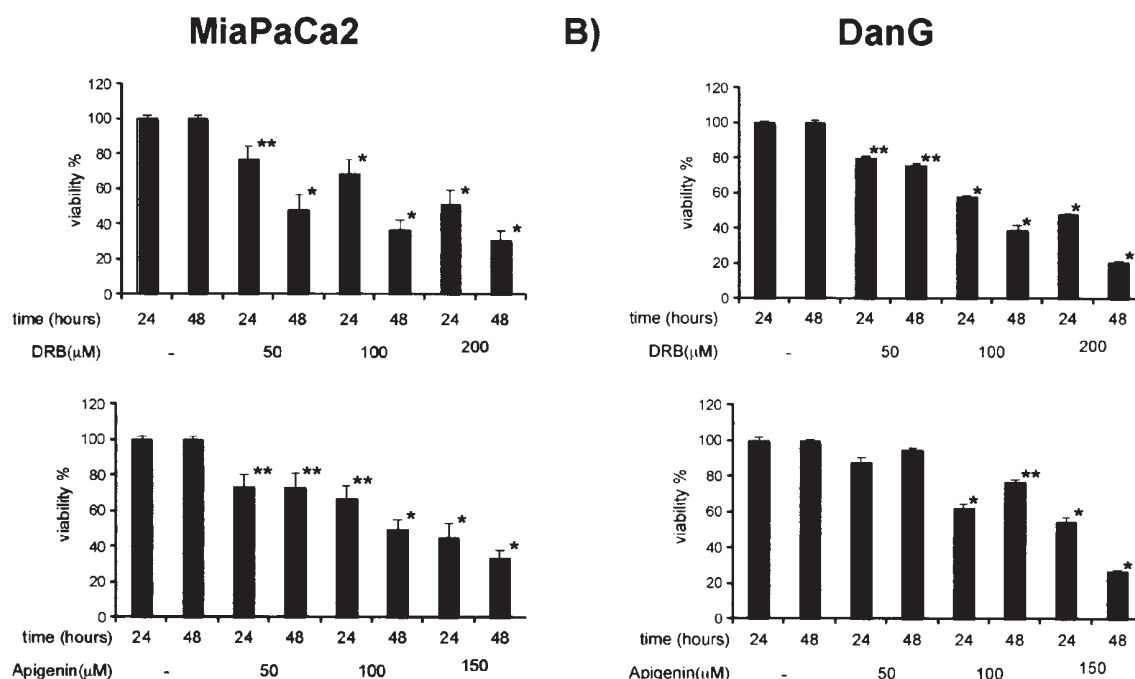 MiaPaCa2
120
100
80
60
40
20
0
viability %
** * * * * *
time (hours) 24 48 24 48 24 48 24 48
DRB(μM) - 50 100 200
120
100
80
60
40
20
0
viability %
** ** ** * * *
time (hours) 24 48 24 48 24 48 24 48
Apigenin(μM) - 50 100 150
B) DanG
120
100
80
60
40
20
0
viability %
** ** * * * *
time (hours) 24 48 24 48 24 48 24 48
DRB(μM) - 50 100 200
120
100
80
60
40
20
0
viability %
* ** * *
time (hours) 24 48 24 48 24 48 24 48
Apigenin(μM) - 50 100 150